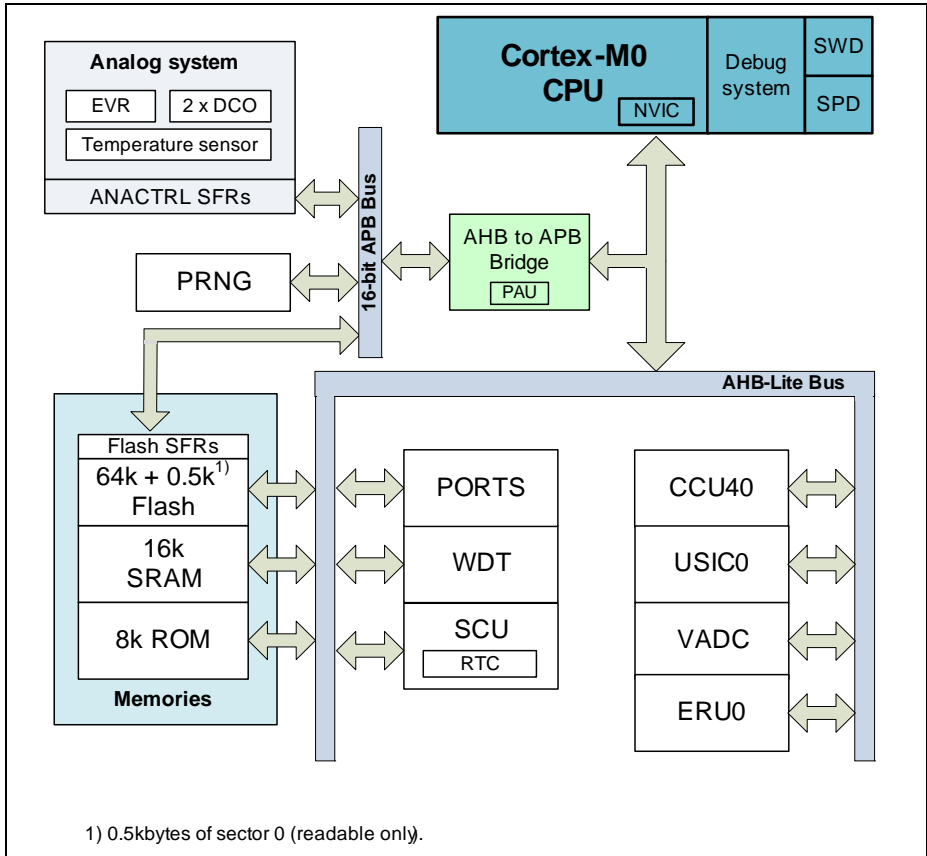 Analog system
EVR
2 x DCO
Temperature sensor
ANACTRL SFRs
Cortex-M0
CPU
NVIC
Debug
system
SWD
SPD
16-bit APB Bus
AHB to APB
Bridge
PAU
PRNG
AHB-Lite Bus
Flash SFRs
64k + 0.5k1)
Flash
16k
SRAM
8k ROM
Memories
PORTS
WDT
SCU
RTC
CCU40
USIC0
VADC
ERU0
1) 0.5kbytes of sector 0 (readable only).